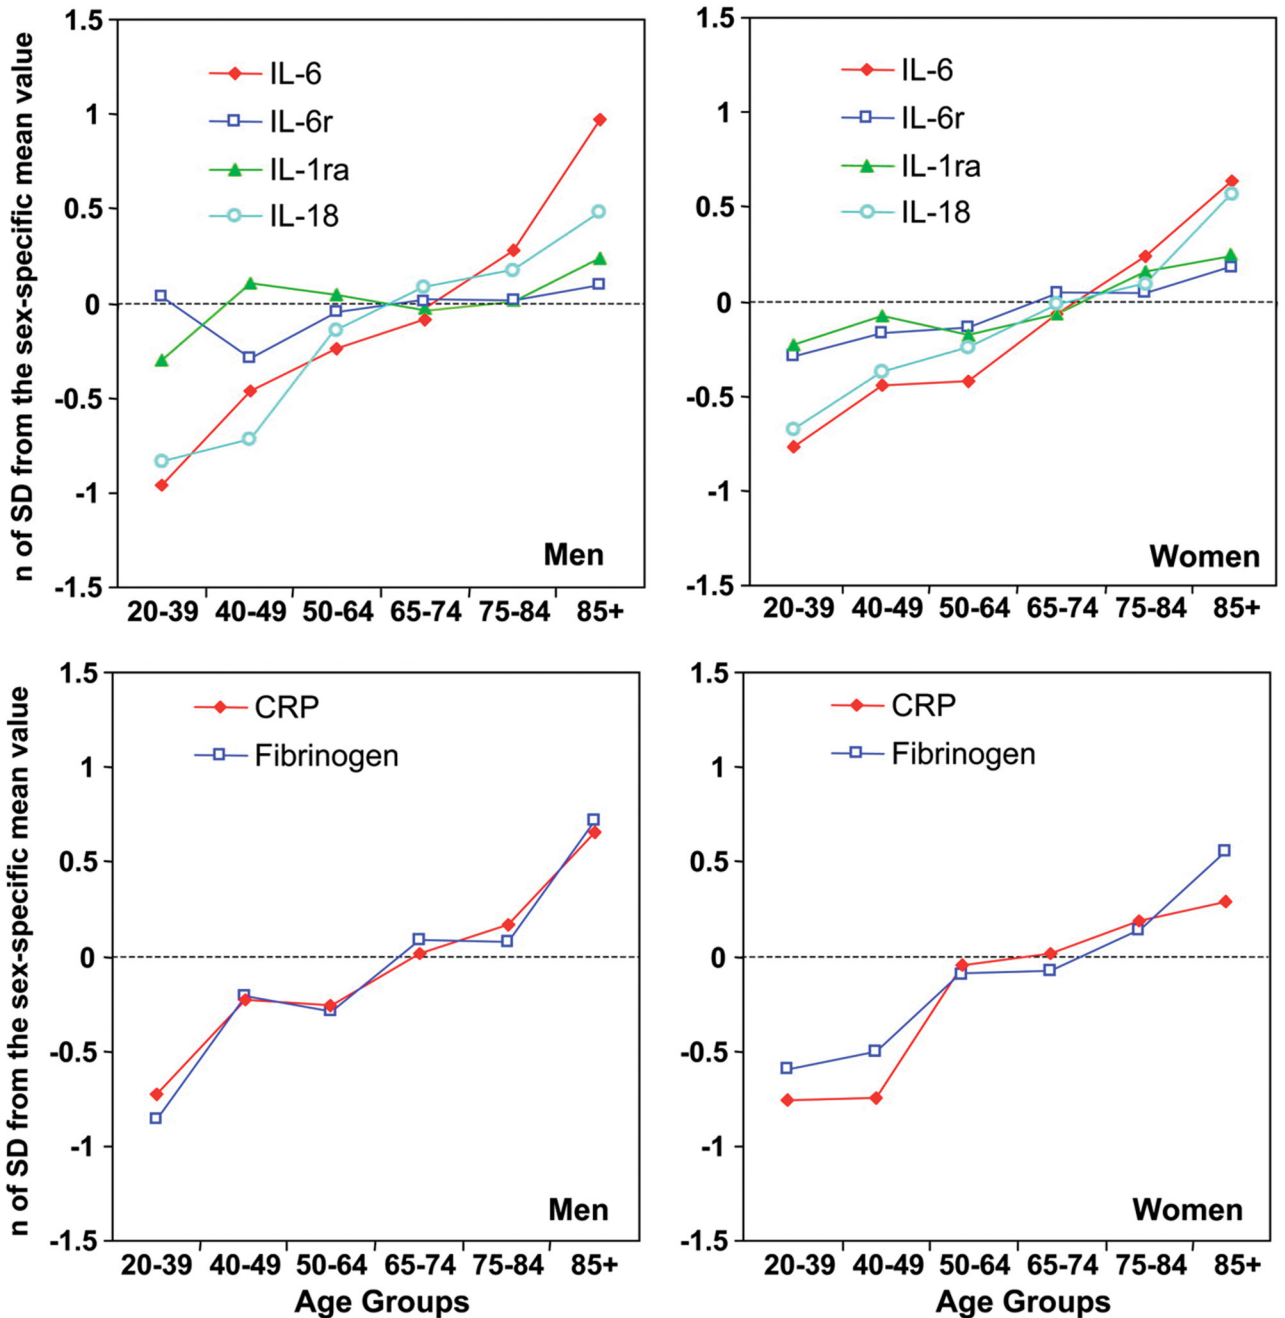 n of SD from the sex-specific mean value
1.5
1
0.5
0
-0.5
-1
-1.5
IL-6
IL-6r
IL-1ra
IL-18
Men
20-39 40-49 50-64 65-74 75-84 85+
1.5
1
0.5
0
-0.5
-1
-1.5
IL-6
IL-6r
IL-1ra
IL-18
Women
20-39 40-49 50-64 65-74 75-84 85+
n of SD from the sex-specific mean value
1.5
1
0.5
0
-0.5
-1
-1.5
CRP
Fibrinogen
Men
20-39 40-49 50-64 65-74 75-84 85+
Age Groups
1.5
1
0.5
0
-0.5
-1
-1.5
CRP
Fibrinogen
Women
20-39 40-49 50-64 65-74 75-84 85+
Age Groups